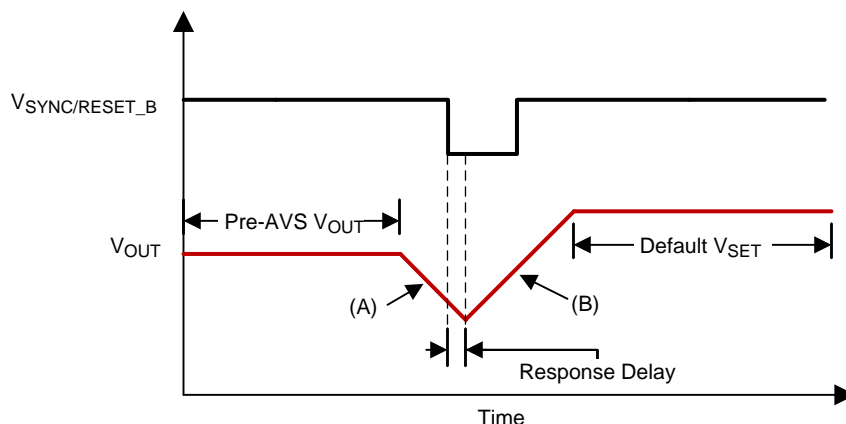 VSYNC/RESET_B
Pre-AVS VOUT
VOUT
Default VSET
(A)
(B)
Response Delay
Time